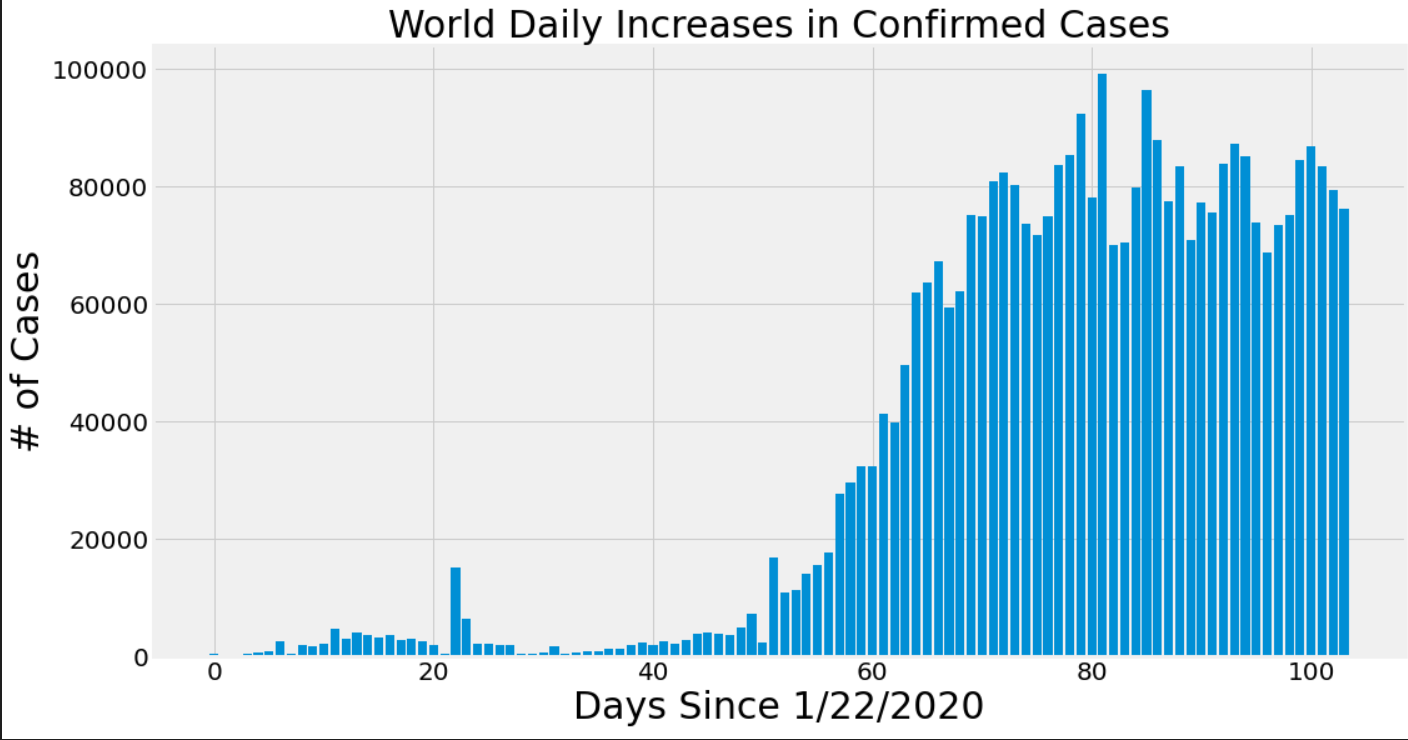 World Daily Increases in Confirmed Cases
100000
80000
60000
40000
20000
0
# of Cases
0 20 40 60 80 100
Days Since 1/22/2020